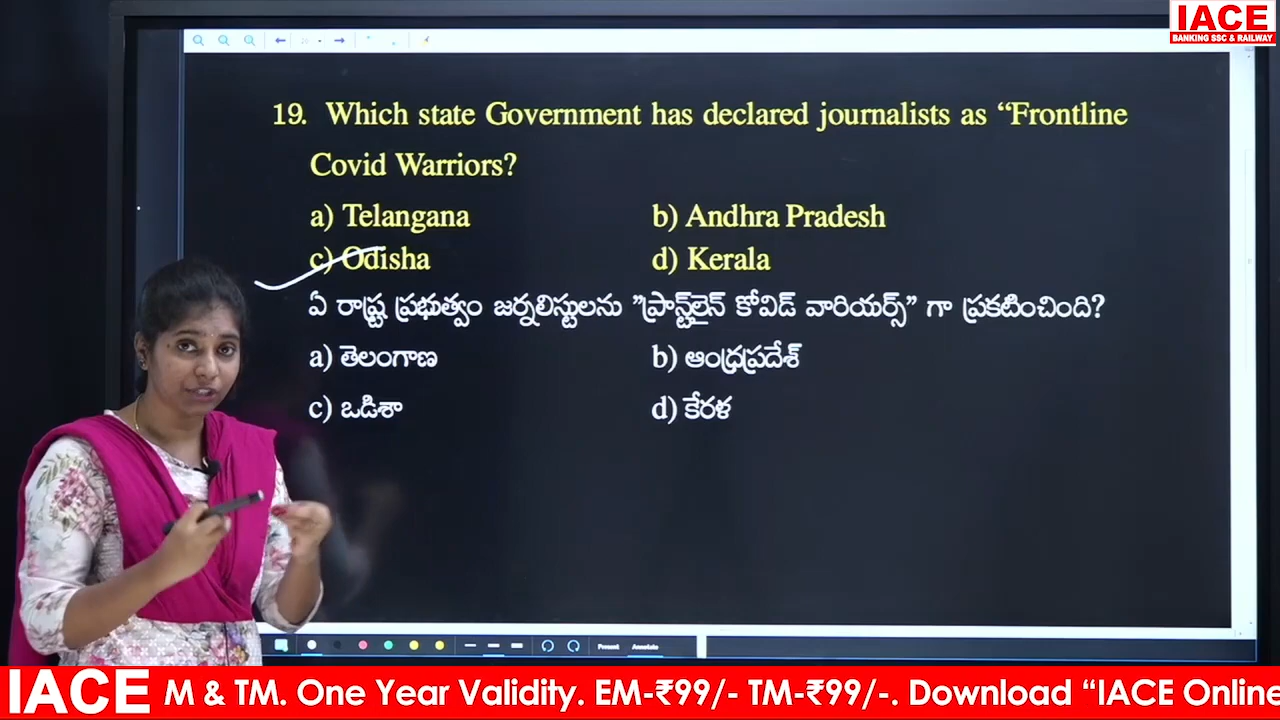 IACE
BANKING SSC & RAILWAY
19. Which state Government has declared journalists as “Frontline
Covid Warriors?
a) Telangana b) Andhra Pradesh
c) Odisha d) Kerala
ఏ రాష్ట్ర ప్రభుత్వం జర్నలిస్టులను ”ఫ్రాన్ట్‌లైన్ కోవిడ్ వారియర్స్” గా ప్రకటించింది?
a) తెలంగాణ b) ఆంధ్రప్రదేశ్
c) ఒడిశా d) కేరళ
Present Annotate
IACE M & TM. One Year Validity. EM-₹99/- TM-₹99/-. Download “IACE Online